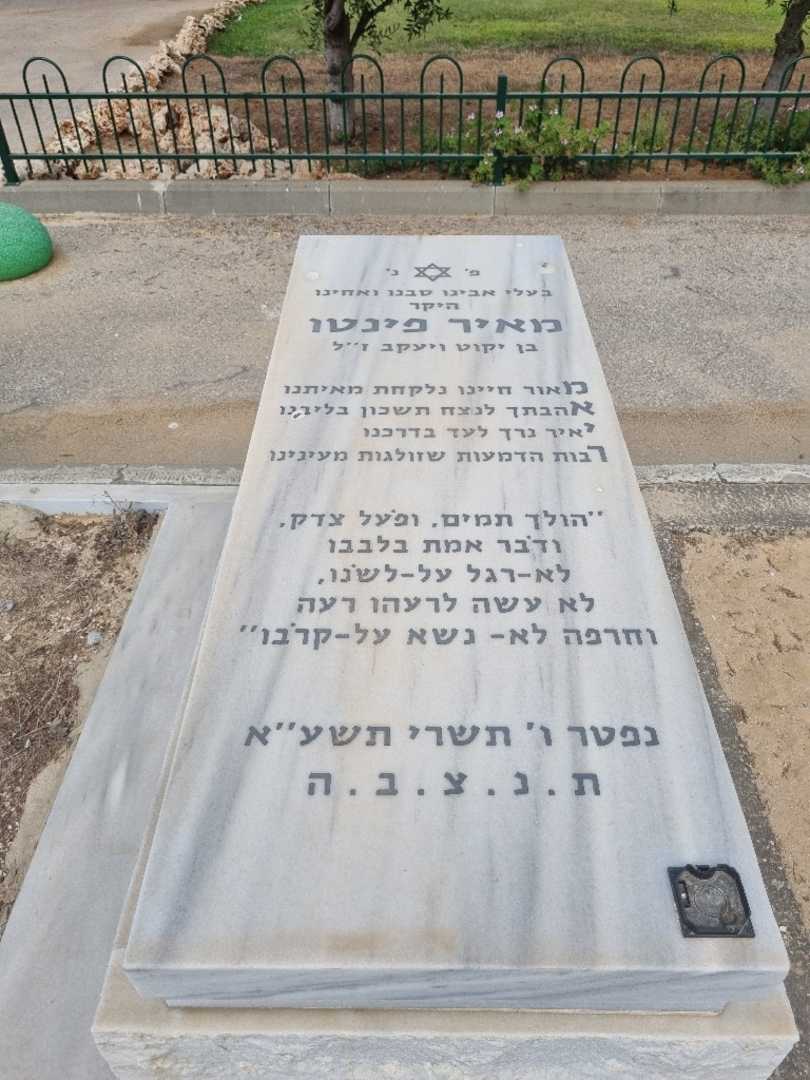 פ' נ'
בעלי אבינו סבנו ואחינו
היקר
מאיר פינטו
בן יקוט ויעקב ז''ל
מאור חיינו נלקחת מאיתנו
אהבתך לנצח תשכון בליבנו
יאיר נרך לעד בדרכנו
רבות הדמעות שזולגות מעינינו
''הולך תמים, ופֹעל צדק,
ודֹבר אמת בלבבו
לא-רגל על-לשֹנו,
לא עשה לרעהו רעה
וחרפה לא- נשא על-קרֹבו''
נפטר ו' תשרי תשע''א
ת.נ.צ.ב.ה